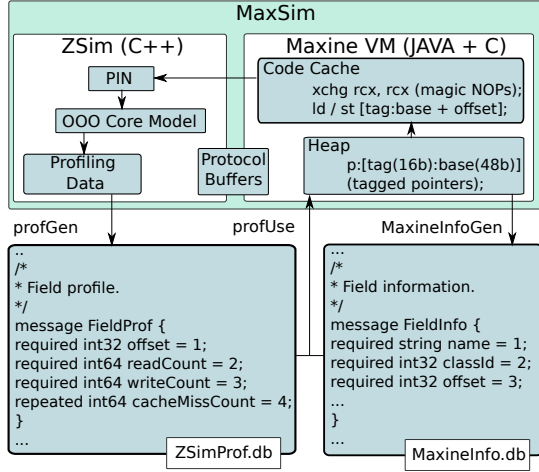 MaxSim
ZSim (C++)
PIN
OOO Core Model
Profiling
Data
Protocol
Buffers
Maxine VM (JAVA + C)
Code Cache
xchg rcx, rcx (magic NOPs);
ld / st [tag:base + offset];
Heap
p:[tag(16b):base(48b)]
(tagged pointers);
profGen
profUse
MaxineInfoGen
..
/*
* Field profile.
*/
message FieldProf {
required int32 offset = 1;
required int64 readCount = 2;
required int64 writeCount = 3;
repeated int64 cacheMissCount = 4;
}
...
ZSimProf.db
...
/*
* Field information.
*/
message FieldInfo {
required string name = 1;
required int32 classId = 2;
required int32 offset = 3;
...
}
...
MaxineInfo.db